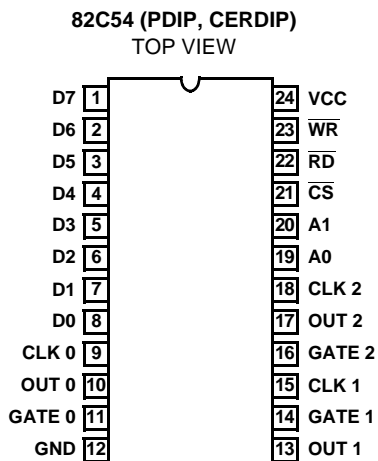 82C54 (PDIP, CERDIP)
TOP VIEW
D7 1 24 VCC
D6 2 23 WR
D5 3 22 RD
D4 4 21 CS
D3 5 20 A1
D2 6 19 A0
D1 7 18 CLK 2
D0 8 17 OUT 2
CLK 0 9 16 GATE 2
OUT 0 10 15 CLK 1
GATE 0 11 14 GATE 1
GND 12 13 OUT 1